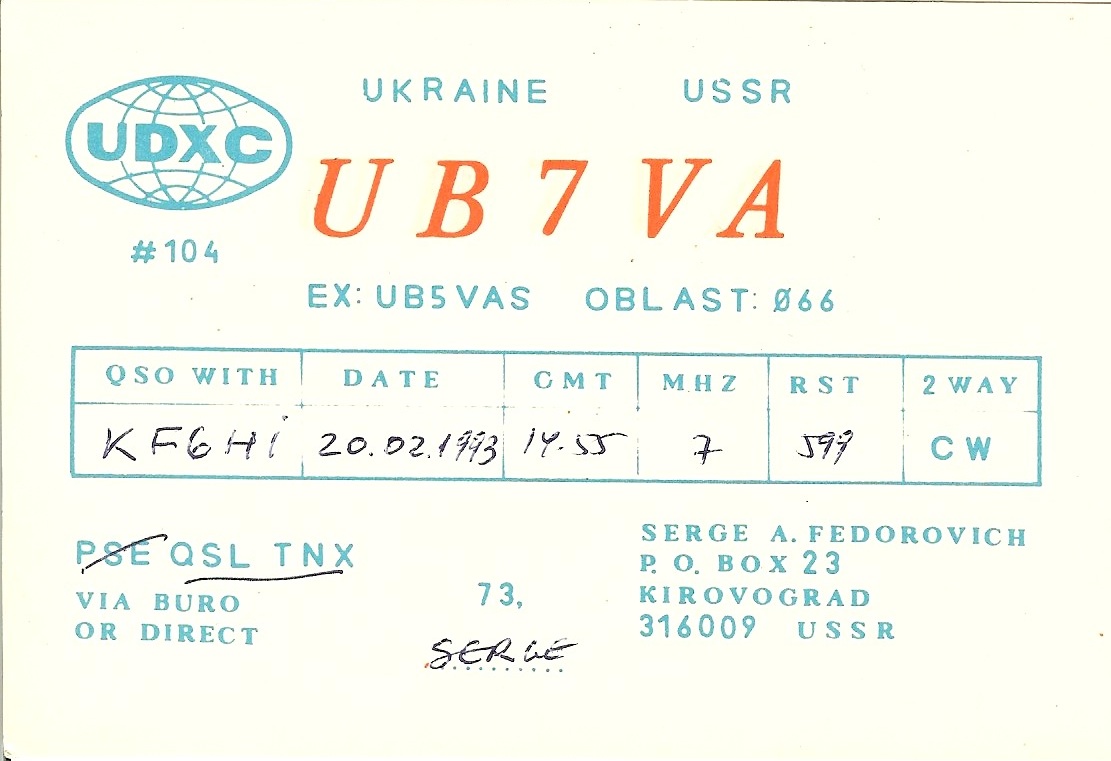 UKRAINE USSR
UDXC
UB7VA
#104
EX: UB5VAS OBLAST: Ø66
QSO WITH DATE GMT MHZ RST 2 WAY
KF6HI 20.02.1993 14.55 7 599 CW
PSE QSL TNX
VIA BURO
OR DIRECT
73,
SERGE
SERGE A. FEDOROVICH
P. O. BOX 23
KIROVOGRAD
316009 USSR